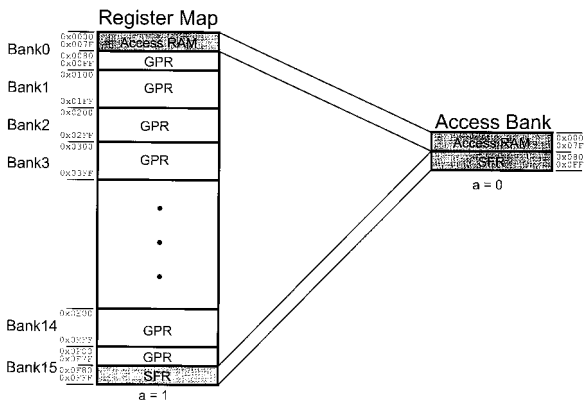 Register Map
Bank0
0x0000
0x007F
Access RAM
0x0080
0x00FF
GPR
Bank1
0x0100
0x01FF
GPR
Bank2
0x0200
0x02FF
GPR
Bank3
0x0300
GPR
Access Bank
Access RAM
0x000
0x07F
SFR
0x080
0x0FF
a = 0
Bank14
GPR
Bank15
GPR
0x0F80
0x0FFF
SFR
a = 1